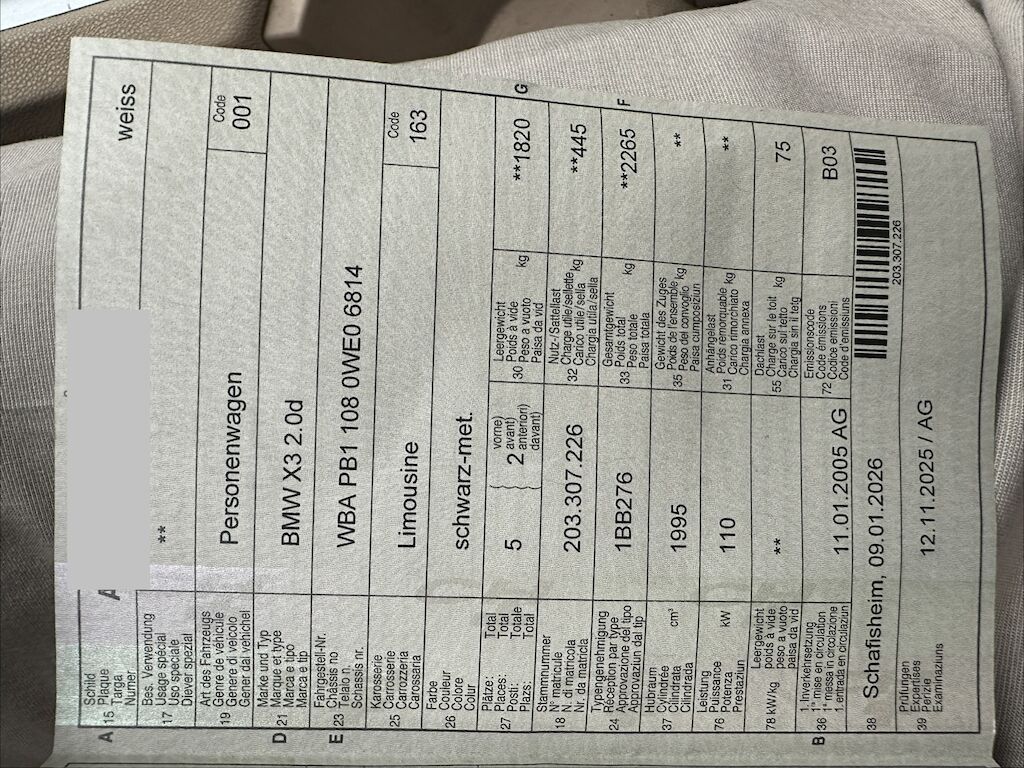 A 15 Schild
Plaque
Targa
Numer
A
weiss
17 Bes. Verwendung
Usage spécial
Uso speciale
Diever spezial
**
19 Art des Fahrzeugs
Genre de véhicule
Genere di veicolo
Gener dal vehichel
Personenwagen
Code
001
D 21 Marke und Typ
Marque et type
Marca e tipo
Marca e tip
BMW X3 2.0d
E 23 Fahrgestell-Nr.
Châssis no
Telaio n.
Schassis nr.
WBA PB1 108 0WE0 6814
25 Karosserie
Carrosserie
Carrozzeria
Carossaria
Limousine
Code
163
26 Farbe
Couleur
Colore
Colur
schwarz-met.
27 Plätze: Total
Places: Total
Posti: Totale
Plazs: Total
5
2
vorne)
avant)
anteriori)
davant)
30 Leergewicht
Poids à vide
Peso a vuoto
Paisa da vid
kg
**1820
G
18 Stammnummer
N° matricule
N. di matricola
Nr. da matricla
203.307.226
32 Nutz-/Sattellast
Charge utile/sellette
Carico utile/sella
Chargia utila/sella
kg
**445
24 Typengenehmigung
Réception par type
Approvazione del tipo
Approvaziun dal tip
1BB276
33 Gesamtgewicht
Poids total
Peso totale
Paisa totala
kg
**2265
F
37 Hubraum
Cylindrée
Cilindrata
Cilindrada
cm³
1995
35 Gewicht des Zuges
Poids de l'ensemble
Peso del convoglio
Paisa cumposiziun
kg
**
76 Leistung
Puissance
Potenza
Prestaziun
kW
110
31 Anhängelast
Poids remorquable
Carico rimorchiato
Chargia annexa
kg
**
78 kW/kg
Leergewicht
poids à vide
peso a vuoto
paisa da vid
**
55 Dachlast
Charge sur le toit
Carico sul tetto
Chargia sin il tetg
kg
75
B 36 1. Inverkehrsetzung
1re mise en circulation
1a messa in circolazione
1. entrada en circulaziun
11.01.2005 AG
72 Emissionscode
Code émissions
Codice emissioni
Code d'emissiuns
B03
38
Schafisheim, 09.01.2026
203.307.226
39 Prüfungen
Expertises
Perizie
Examinaziuns
12.11.2025 / AG